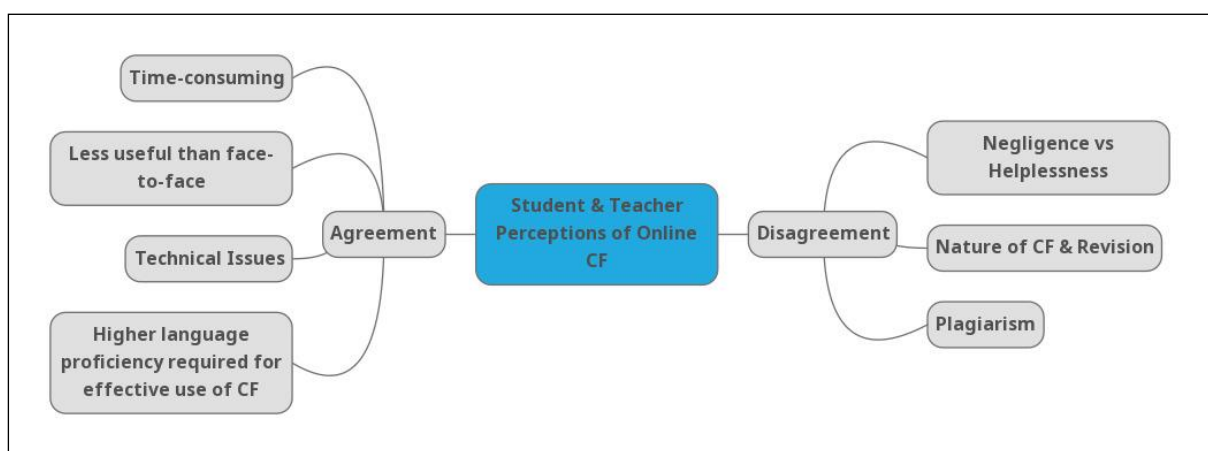 Time-consuming
Less useful than face-
to-face
Technical Issues
Higher language
proficiency required for
effective use of CF
Agreement
Student & Teacher
Perceptions of Online
CF
Disagreement
Negligence vs
Helplessness
Nature of CF & Revision
Plagiarism